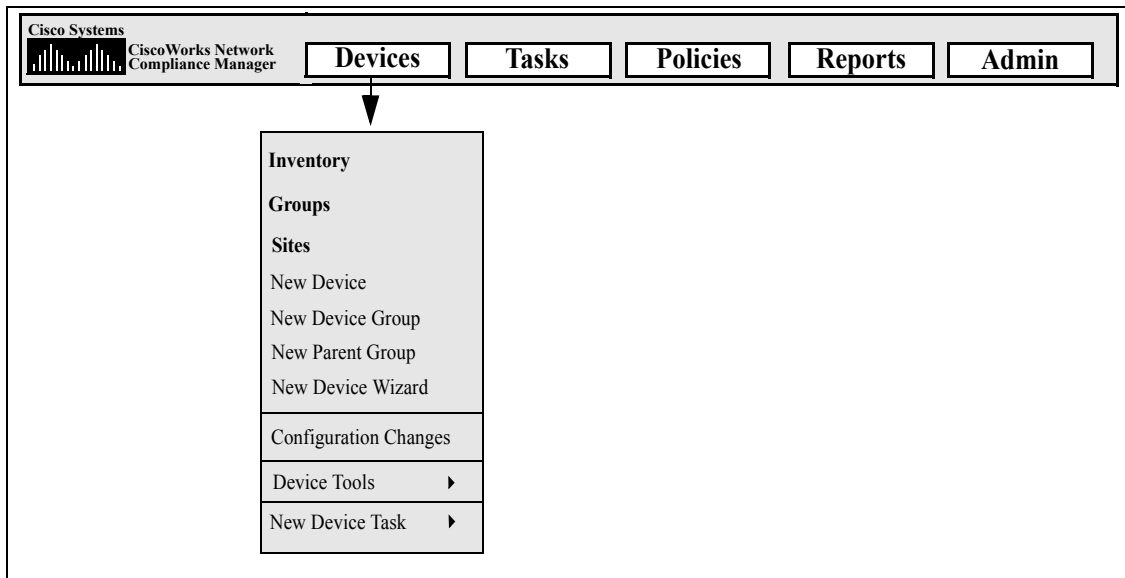 Cisco Systems
CiscoWorks Network
Compliance Manager
Devices
Tasks
Policies
Reports
Admin
Inventory
Groups
Sites
New Device
New Device Group
New Parent Group
New Device Wizard
Configuration Changes
Device Tools
New Device Task